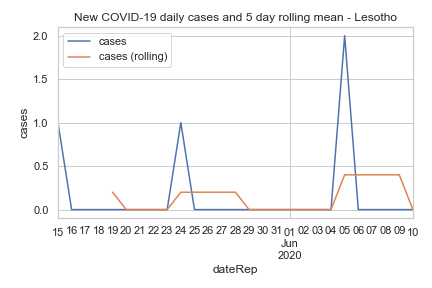 New COVID-19 daily cases and 5 day rolling mean - Lesotho
cases
cases (rolling)
2.0
1.5
1.0
0.5
0.0
cases
15 16 17 18 19 20 21 22 23 24 25 26 27 28 29 30 31 01 02 03 04 05 06 07 08 09 10
Jun
2020
dateRep